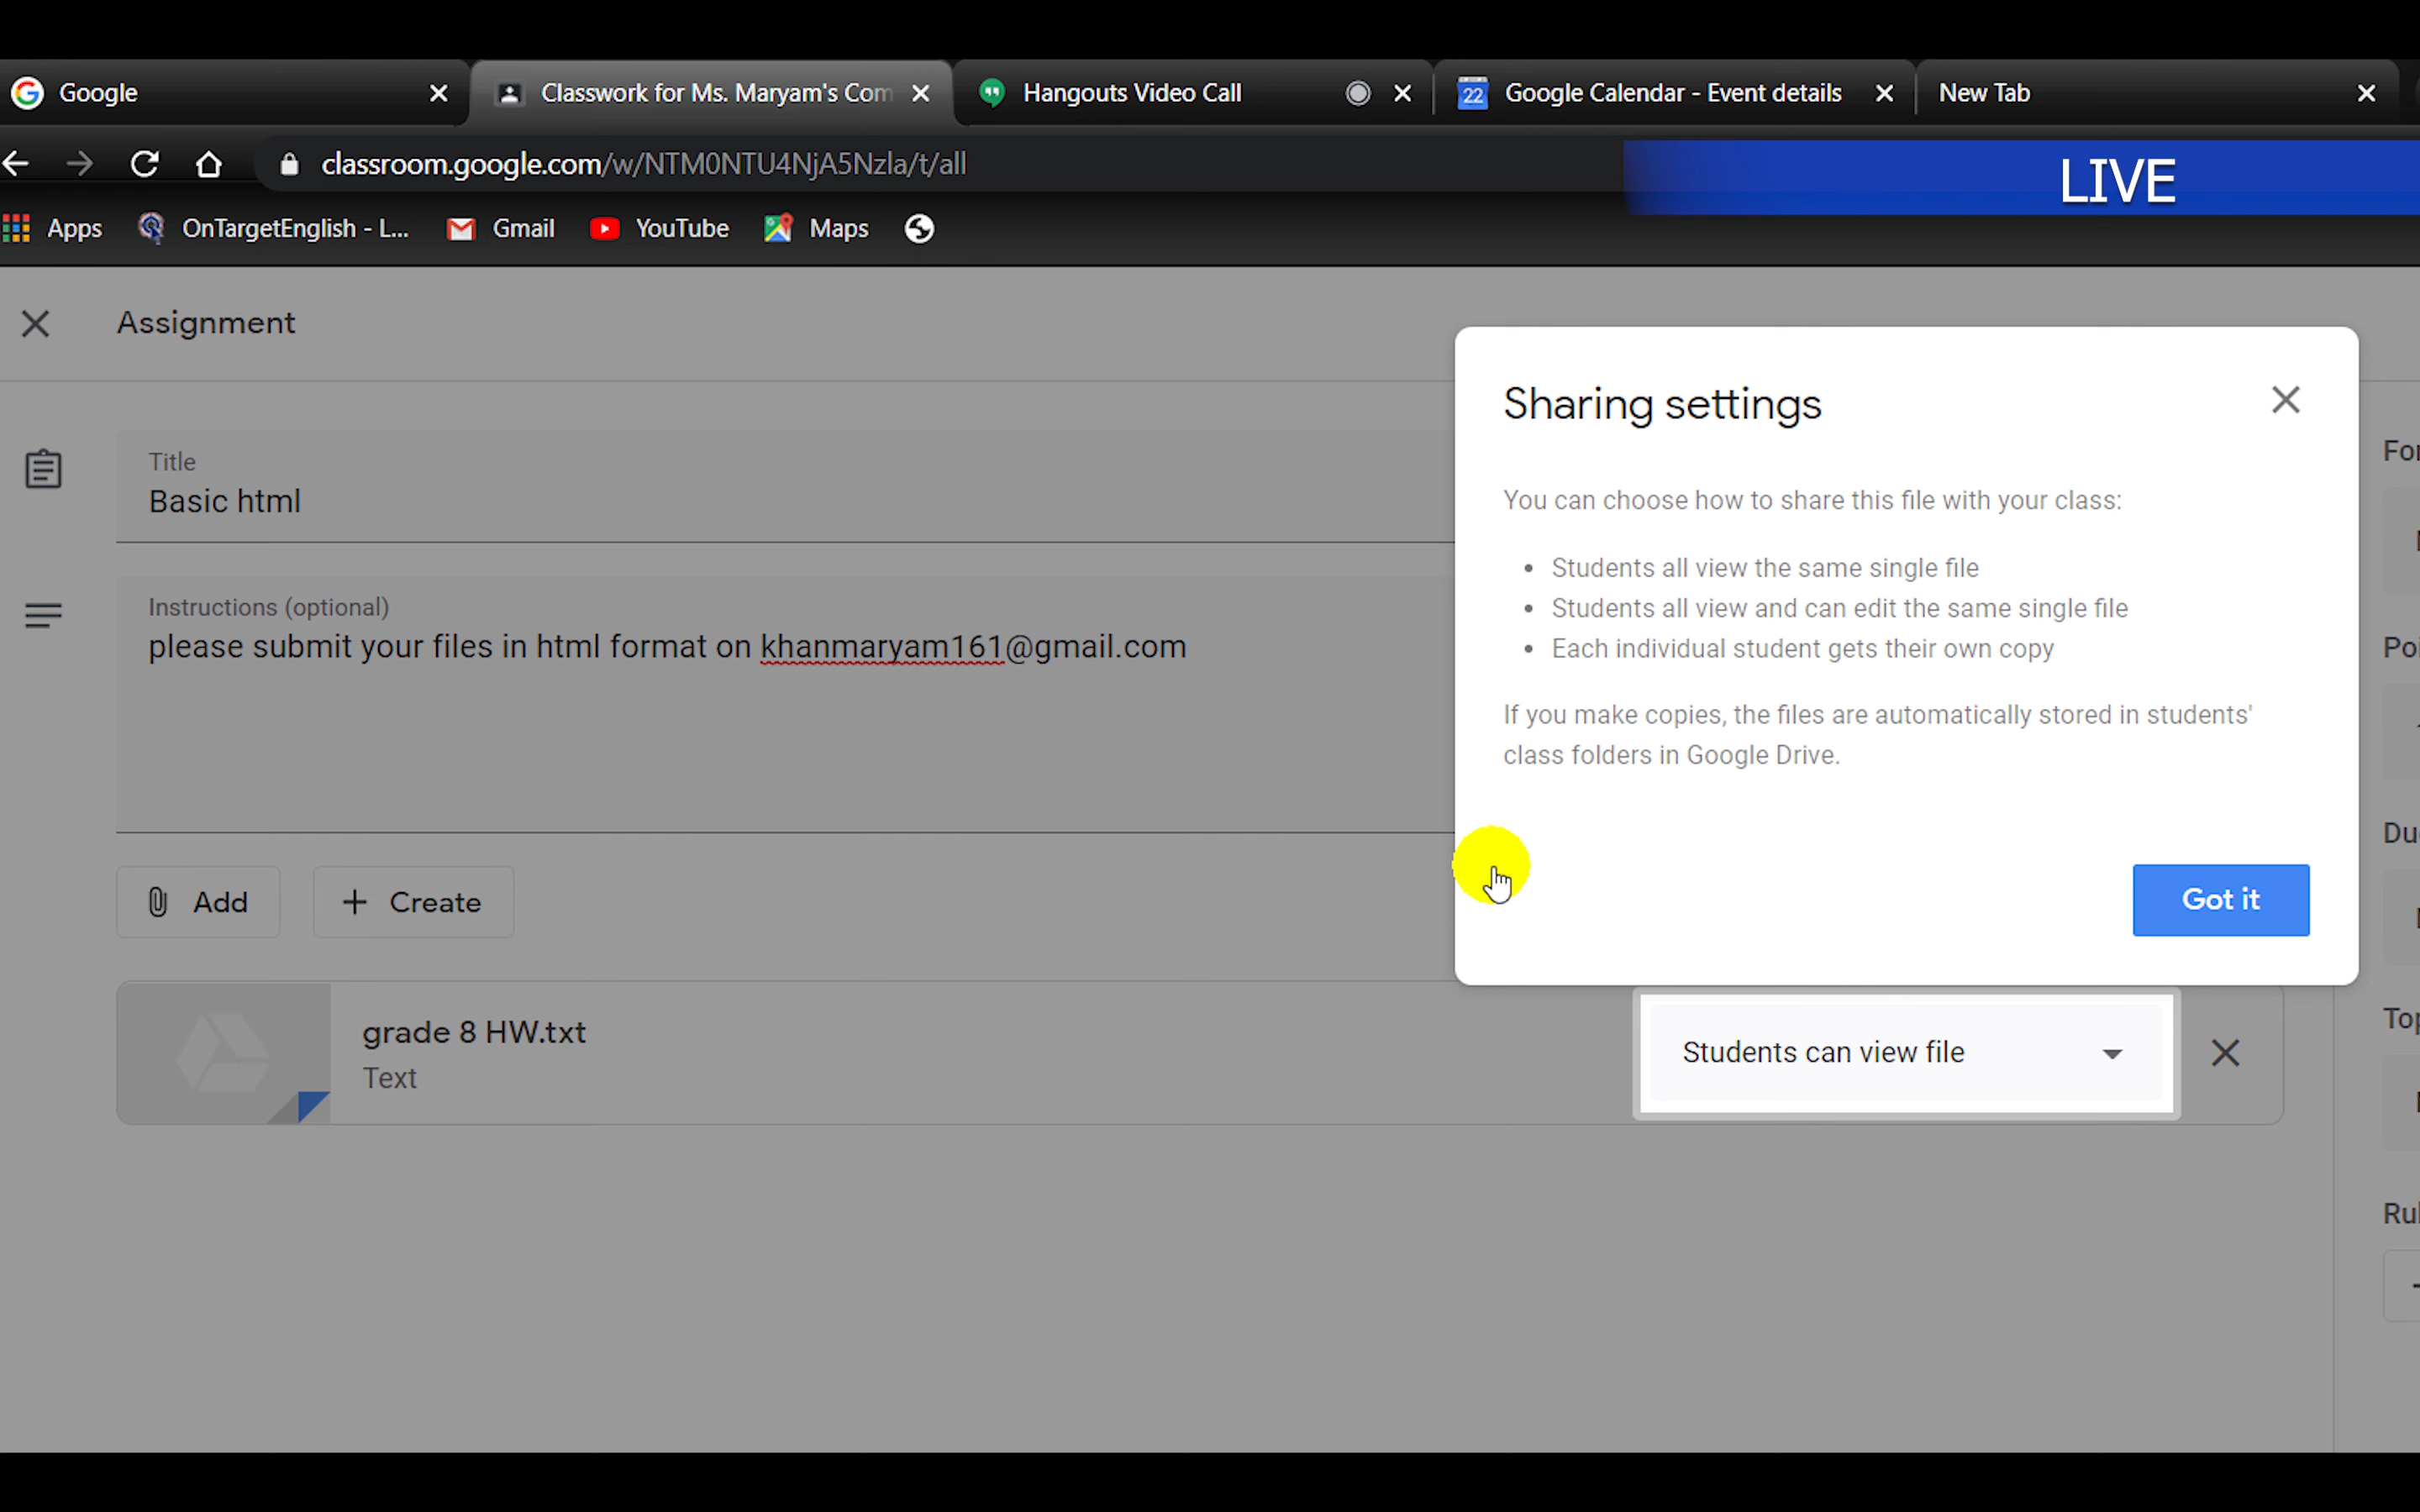 Google
Classwork for Ms. Maryam's Com
Hangouts Video Call
22
Google Calendar - Event details
New Tab
classroom.google.com/w/NTM0NTU4NjA5Nzla/t/all
LIVE
Apps
OnTargetEnglish - L...
Gmail
YouTube
Maps
Assignment
Title
Basic html
Instructions (optional)
please submit your files in html format on khanmaryam161@gmail.com
Add
Create
grade 8 HW.txt
Text
Sharing settings
You can choose how to share this file with your class:
• Students all view the same single file
• Students all view and can edit the same single file
• Each individual student gets their own copy
If you make copies, the files are automatically stored in students'
class folders in Google Drive.
Got it
Students can view file